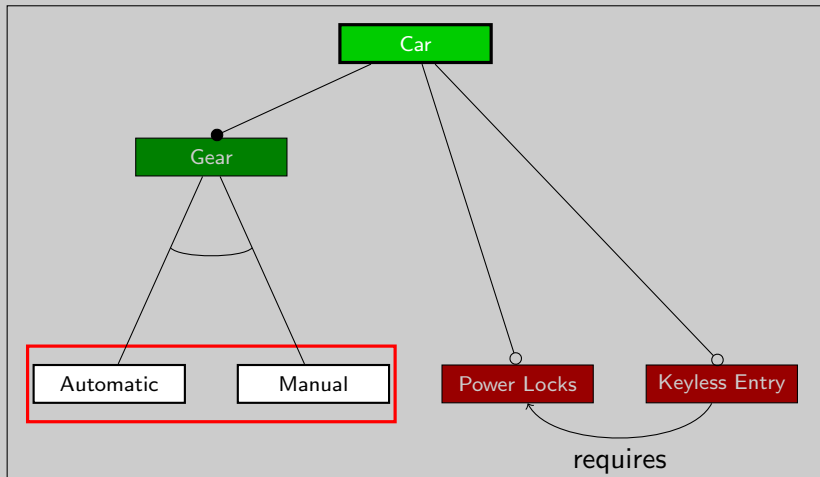 Car
Gear
Automatic
Manual
Power Locks
Keyless Entry
requires